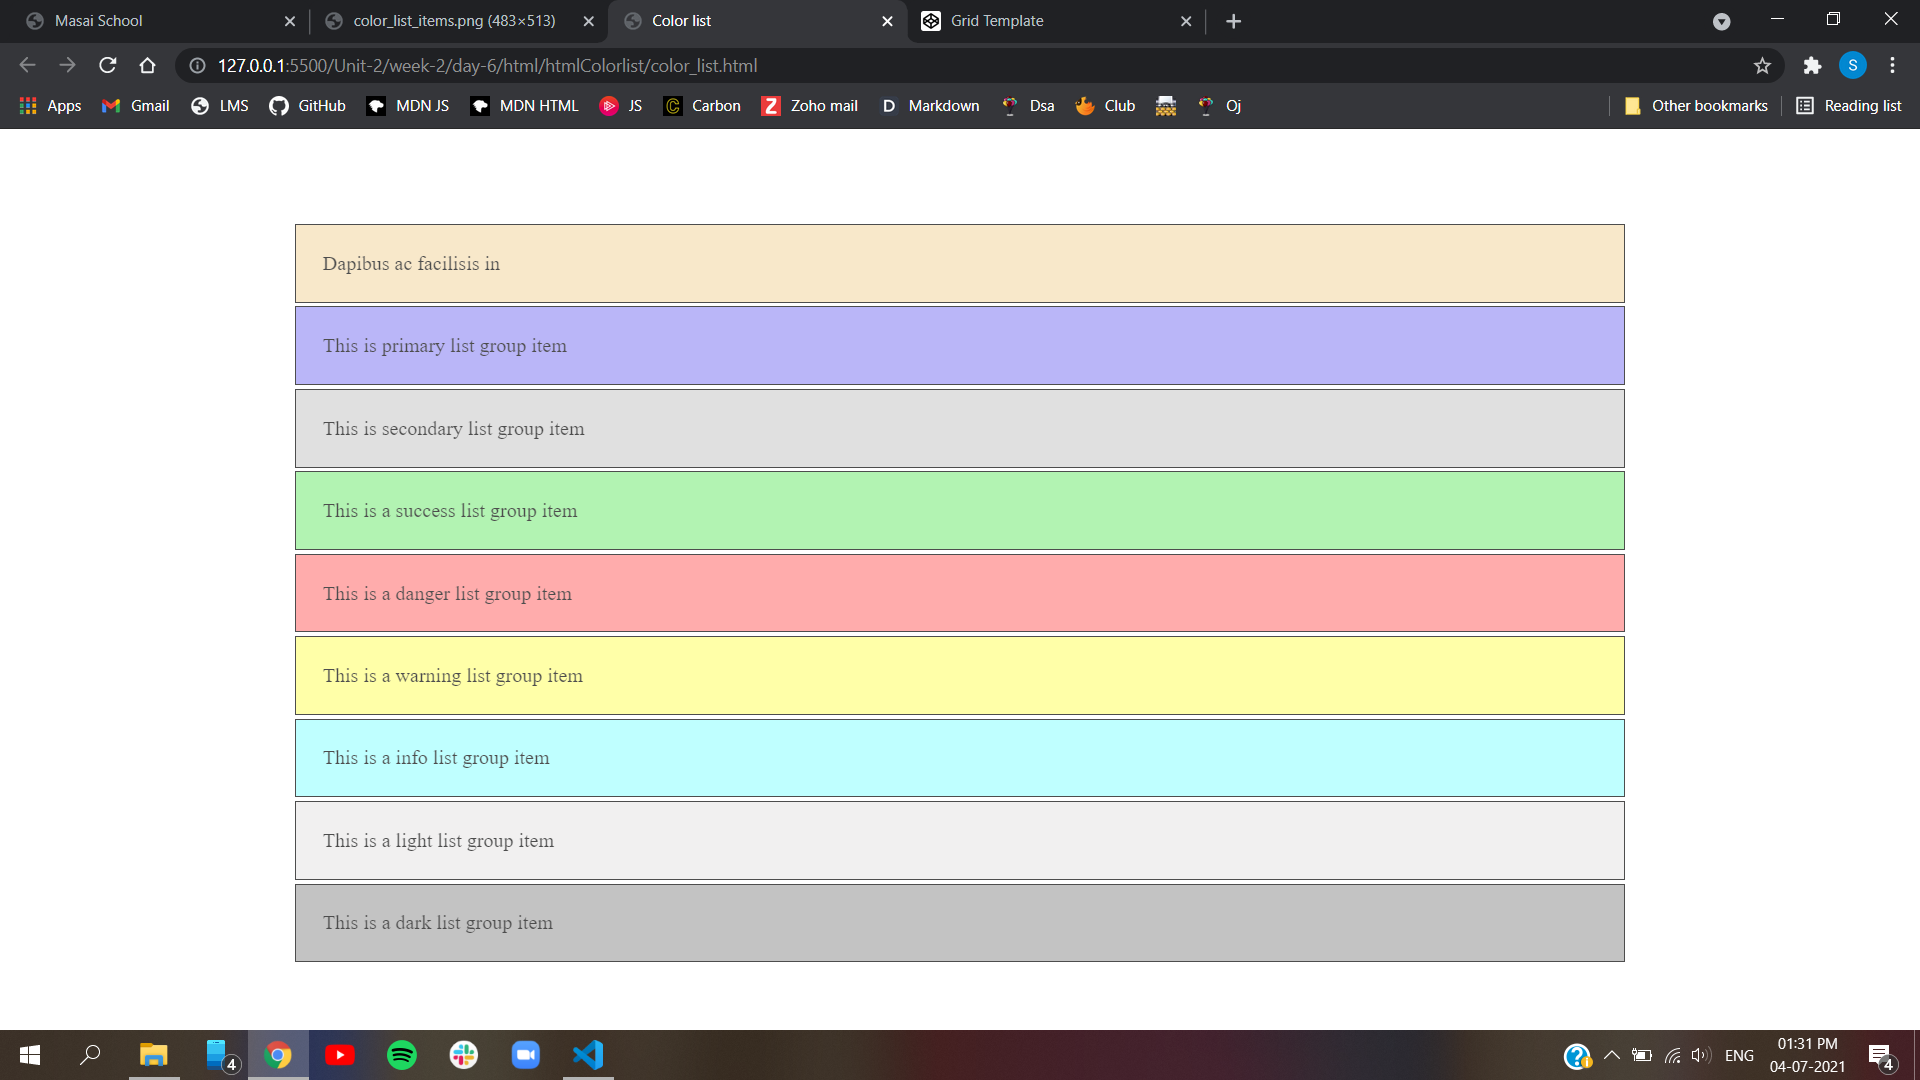 Masai School
color_list_items.png (483×513)
Color list
Grid Template
127.0.0.1:5500/Unit-2/week-2/day-6/html/htmlColorlist/color_list.html
S
Apps
Gmail
LMS
GitHub
MDN JS
MDN HTML
JS
Carbon
Zoho mail
Markdown
Dsa
Club
Oj
Other bookmarks
Reading list
Dapibus ac facilisis in
This is primary list group item
This is secondary list group item
This is a success list group item
This is a danger list group item
This is a warning list group item
This is a info list group item
This is a light list group item
This is a dark list group item
4
ENG
01:31 PM
04-07-2021
4